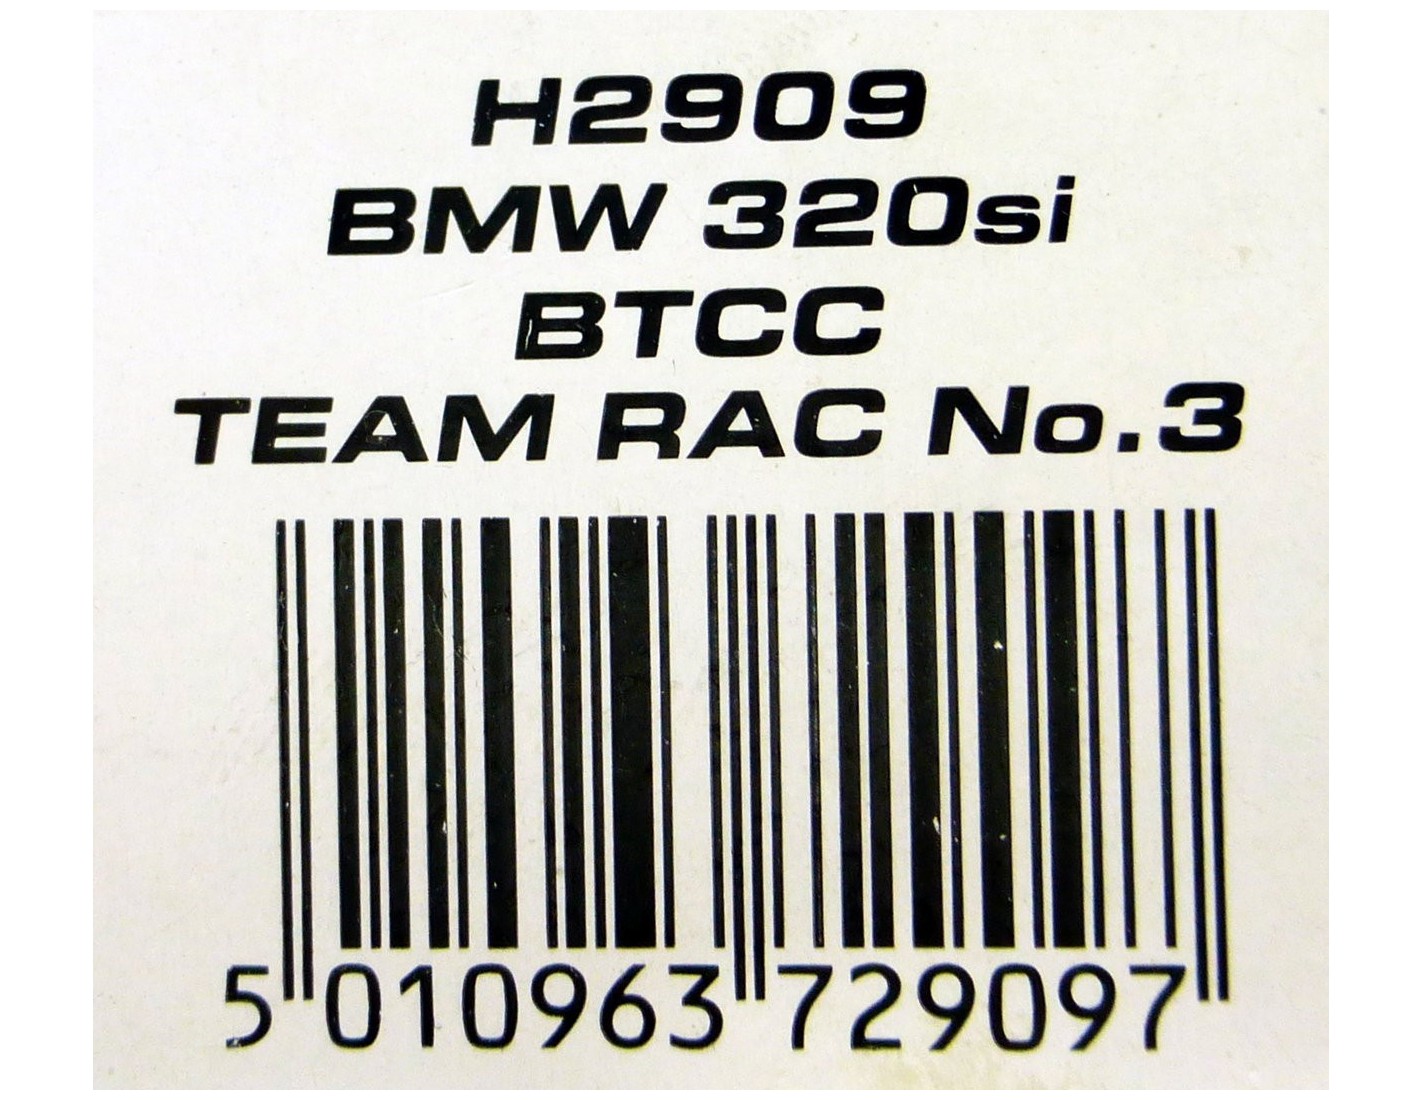 H2909
BMW 320si
BTCC
TEAM RAC No.3
5 010963 729097